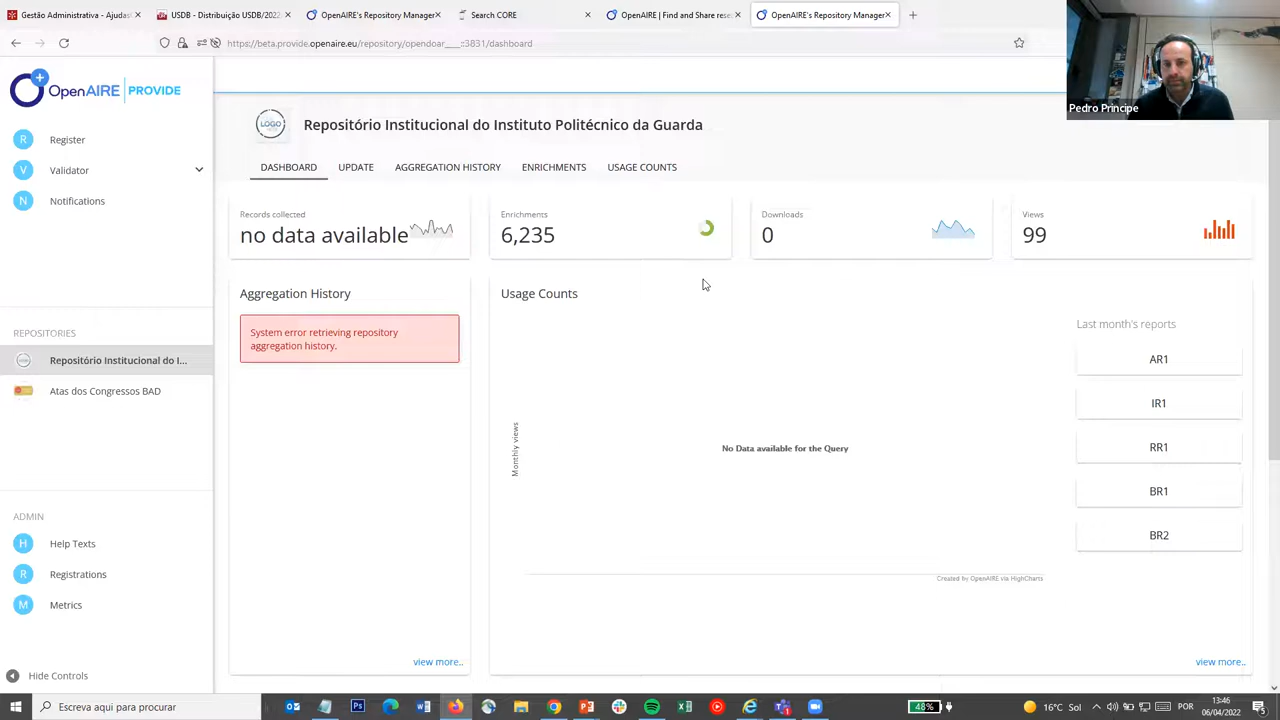 Gestão Administrativa – Ajudas
USDB - Distribuição USDB/2022
OpenAIRE's Repository Manager
Search CORE
OpenAIRE | Find and Share rese
OpenAIRE's Repository Manager
https://beta.provide.openaire.eu/repository/opendoar____::3831/dashboard
Pedro Principe
OpenAIRE | PROVIDE
R Register
V Validator
N Notifications
REPOSITORIES
Repositório Institucional do I...
Atas dos Congressos BAD
ADMIN
H Help Texts
R Registrations
M Metrics
Hide Controls
LOGO
Repositório Institucional do Instituto Politécnico da Guarda
DASHBOARD UPDATE AGGREGATION HISTORY ENRICHMENTS USAGE COUNTS
Records collected
no data available
Enrichments
6,235
Downloads
0
Views
99
Aggregation History
System error retrieving repository
aggregation history.
view more..
Usage Counts
Monthly views
No Data available for the Query
Created by OpenAIRE via HighCharts
Last month's reports
AR1
IR1
RR1
BR1
BR2
view more..
Escreva aqui para procurar
48%
16°C Sol
POR
13:46
06/04/2022